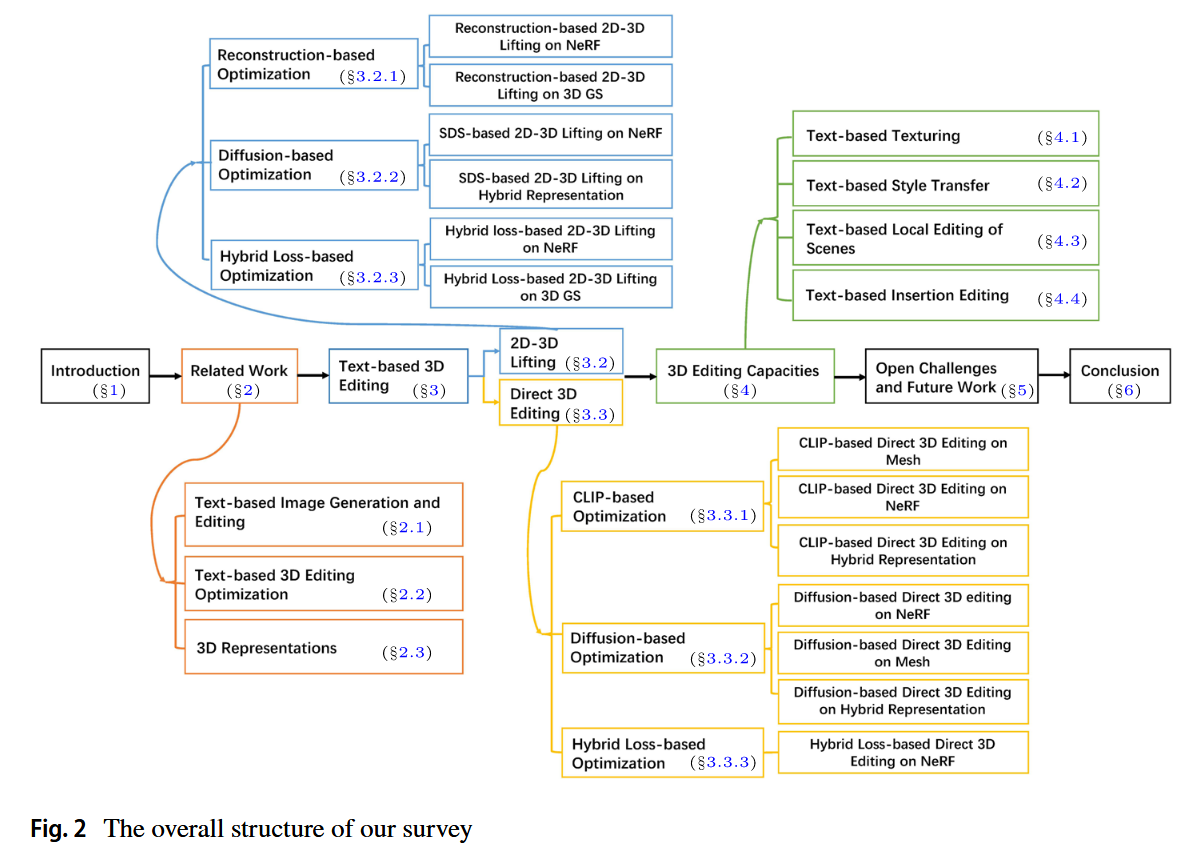 Reconstruction-based
Optimization (§3.2.1)
Reconstruction-based 2D-3D
Lifting on NeRF
Reconstruction-based 2D-3D
Lifting on 3D GS
Diffusion-based
Optimization (§3.2.2)
SDS-based 2D-3D Lifting on NeRF
SDS-based 2D-3D Lifting on
Hybrid Representation
Hybrid Loss-based
Optimization (§3.2.3)
Hybrid loss-based 2D-3D Lifting
on NeRF
Hybrid Loss-based 2D-3D Lifting
on 3D GS
Text-based Texturing (§4.1)
Text-based Style Transfer (§4.2)
Text-based Local Editing of
Scenes (§4.3)
Text-based Insertion Editing (§4.4)
Introduction
(§1)
Related Work
(§2)
Text-based 3D
Editing (§3)
2D-3D
Lifting (§3.2)
Direct 3D
Editing (§3.3)
3D Editing Capacities
(§4)
Open Challenges
and Future Work (§5)
Conclusion
(§6)
Text-based Image Generation and
Editing (§2.1)
Text-based 3D Editing
Optimization (§2.2)
3D Representations (§2.3)
CLIP-based
Optimization (§3.3.1)
CLIP-based Direct 3D Editing on
Mesh
CLIP-based Direct 3D Editing on
NeRF
CLIP-based Direct 3D Editing on
Hybrid Representation
Diffusion-based
Optimization (§3.3.2)
Diffusion-based Direct 3D editing
on NeRF
Diffusion-based Direct 3D Editing
on Mesh
Diffusion-based Direct 3D Editing
on Hybrid Representation
Hybrid Loss-based
Optimization (§3.3.3)
Hybrid Loss-based Direct 3D
Editing on NeRF
Fig. 2 The overall structure of our survey